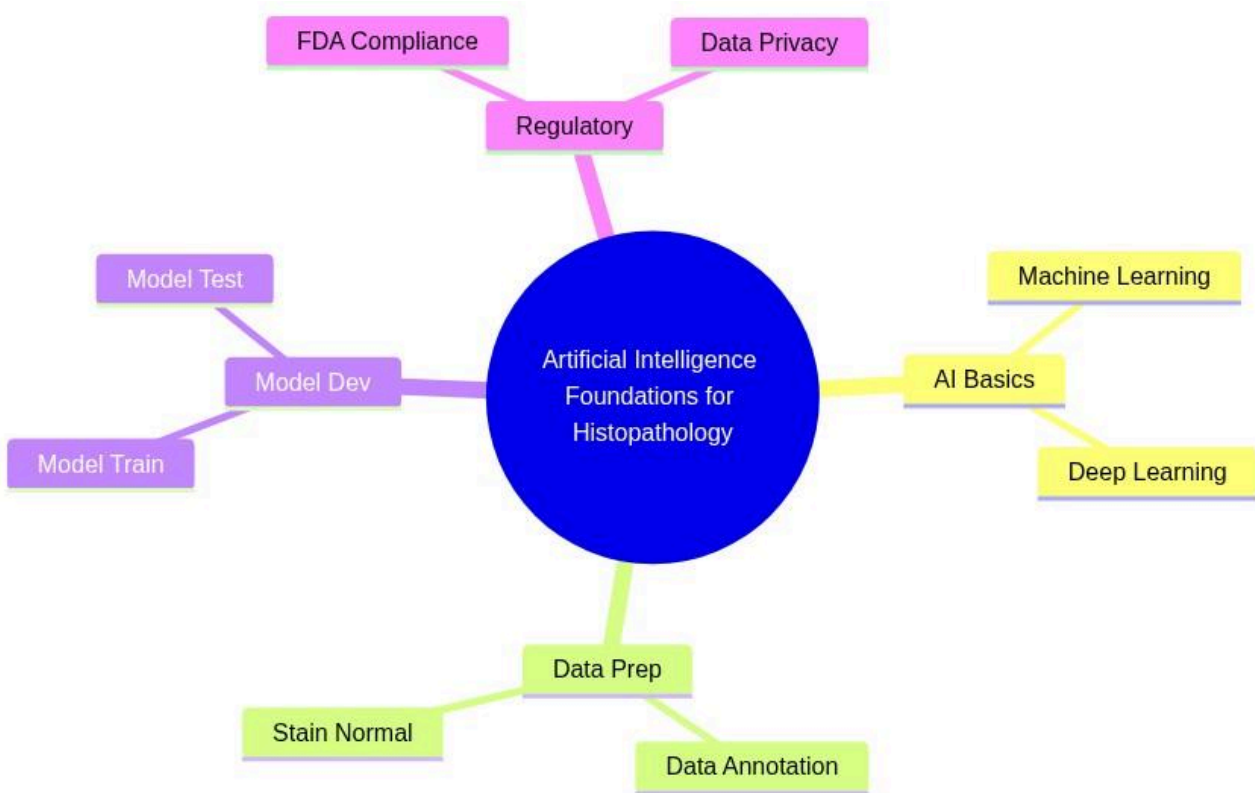 FDA Compliance
Data Privacy
Regulatory
Model Test
Machine Learning
Model Dev
Artificial Intelligence
Foundations for
Histopathology
AI Basics
Model Train
Deep Learning
Data Prep
Stain Normal
Data Annotation